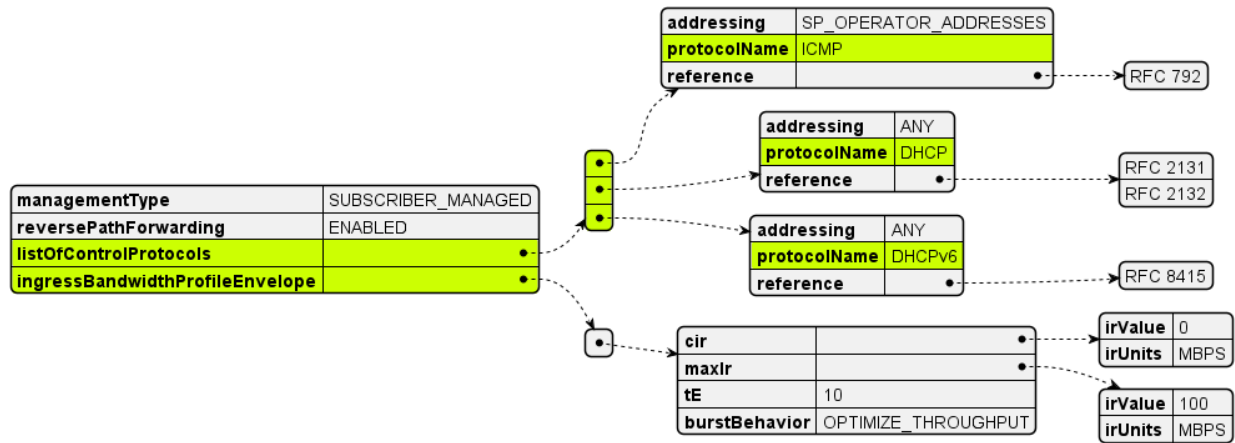 addressing SP_OPERATOR_ADDRESSES
protocolName ICMP
reference
RFC 792
addressing ANY
protocolName DHCP
reference
RFC 2131
RFC 2132
managementType SUBSCRIBER_MANAGED
reversePathForwarding ENABLED
listOfControlProtocols
ingressBandwidthProfileEnvelope
addressing ANY
protocolName DHCPv6
reference
RFC 8415
cir
maxIr
tE 10
burstBehavior OPTIMIZE_THROUGHPUT
irValue 0
irUnits MBPS
irValue 100
irUnits MBPS